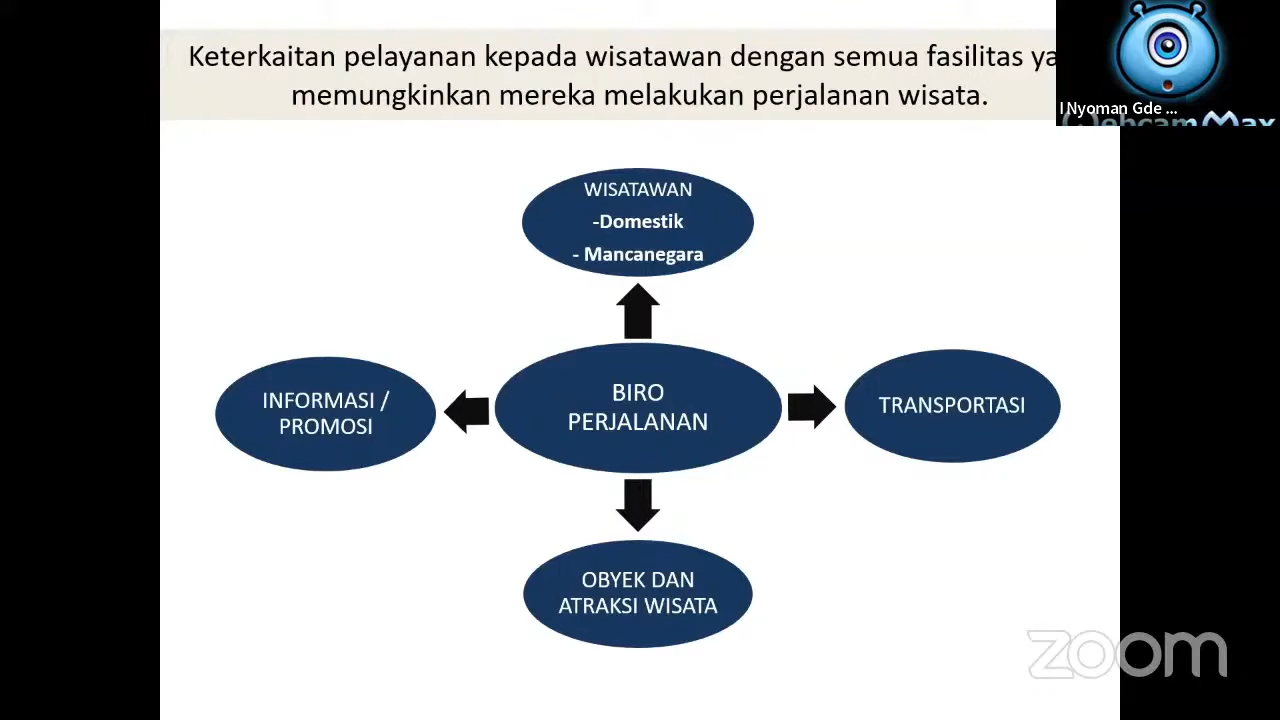 Keterkaitan pelayanan kepada wisatawan dengan semua fasilitas ya
memungkinkan mereka melakukan perjalanan wisata.
I Nyoman Gde ...
WebcamMax
WISATAWAN
-Domestik
- Mancanegara
INFORMASI /
PROMOSI
BIRO
PERJALANAN
TRANSPORTASI
OBYEK DAN
ATRAKSI WISATA
zoom